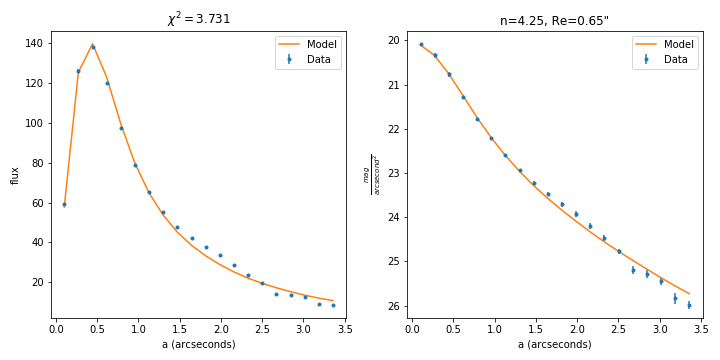 χ² = 3.731
Model
Data
140
120
100
80
60
40
20
flux
0.0 0.5 1.0 1.5 2.0 2.5 3.0 3.5
a (arcseconds)
n=4.25, Re=0.65"
Model
Data
20
21
22
23
24
25
26
mag
arcsecond²
0.0 0.5 1.0 1.5 2.0 2.5 3.0 3.5
a (arcseconds)